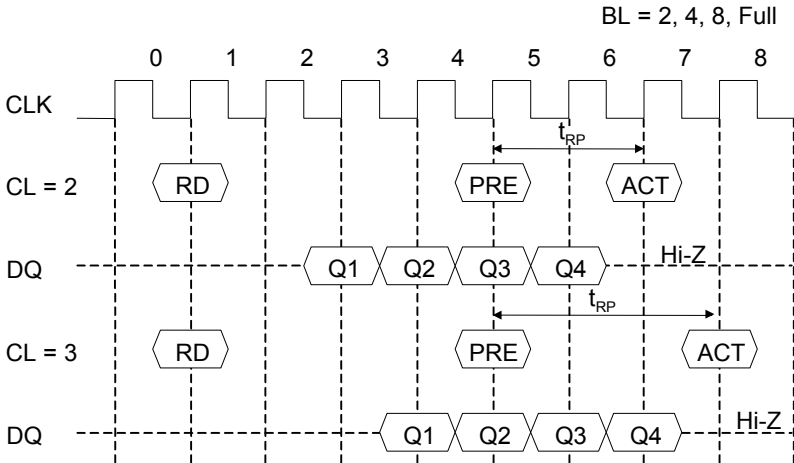 BL = 2, 4, 8, Full
0 1 2 3 4 5 6 7 8
CLK
tRP
CL = 2 RD PRE ACT
DQ Q1 Q2 Q3 Q4 Hi-Z
tRP
CL = 3 RD PRE ACT
DQ Q1 Q2 Q3 Q4 Hi-Z